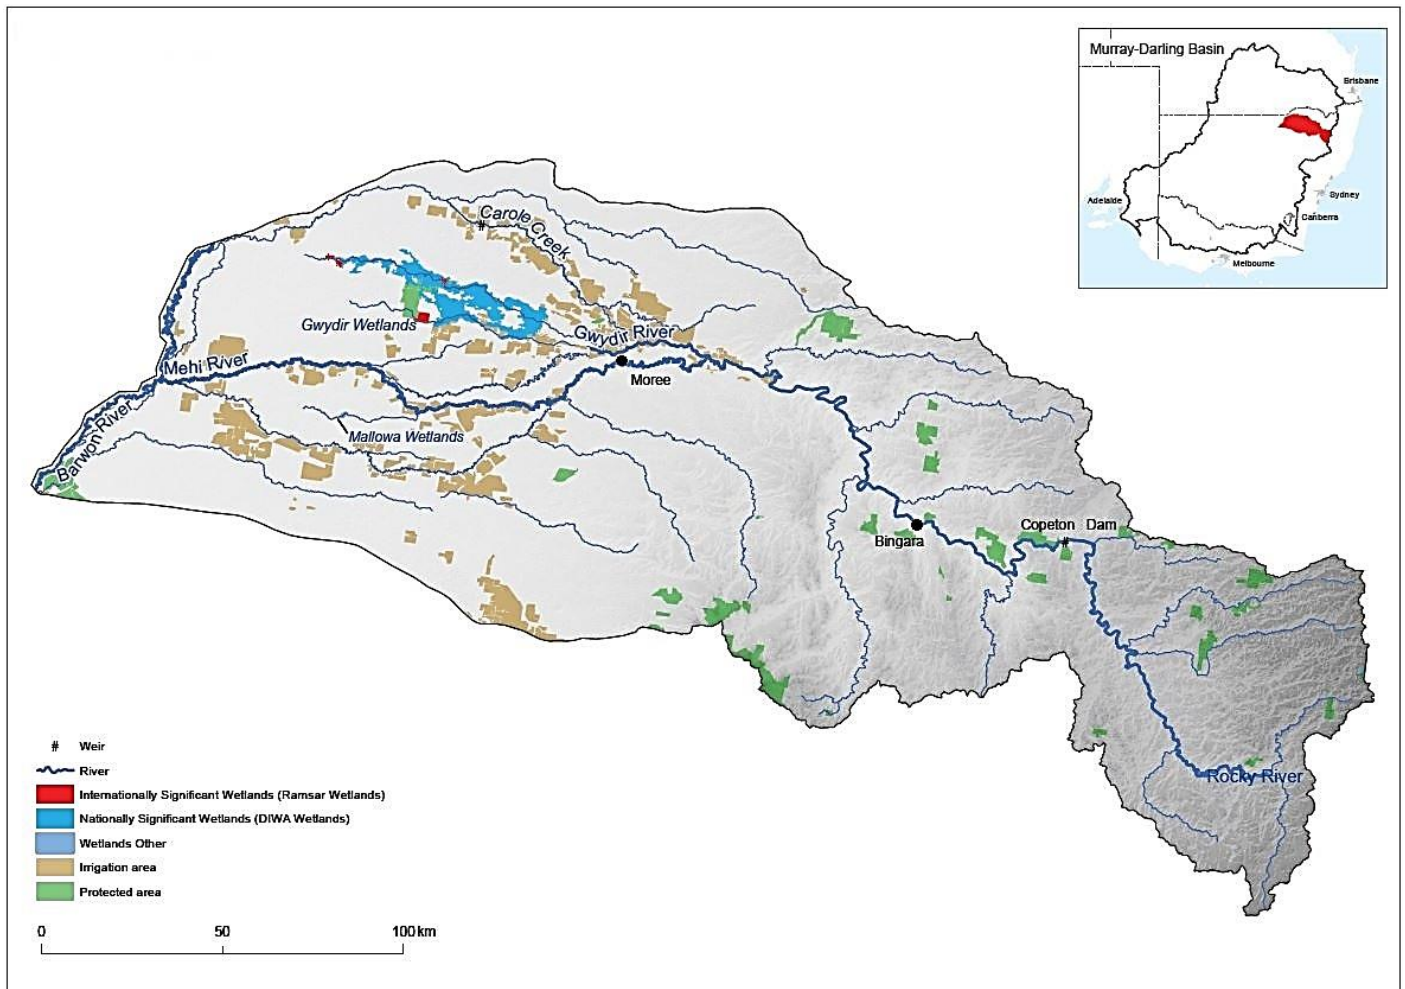 Murray-Darling Basin
Brisbane
Adelaide
Sydney
Canberra
Melbourne
Carole Creek
Gwydir Wetlands
Gwydir River
Mehi River
Moree
Barwon River
Mallowa Wetlands
Bingara
Copeton Dam
Rocky River
# Weir
River
Internationally Significant Wetlands (Ramsar Wetlands)
Nationally Significant Wetlands (DIWA Wetlands)
Wetlands Other
Irrigation area
Protected area
0 50 100 km